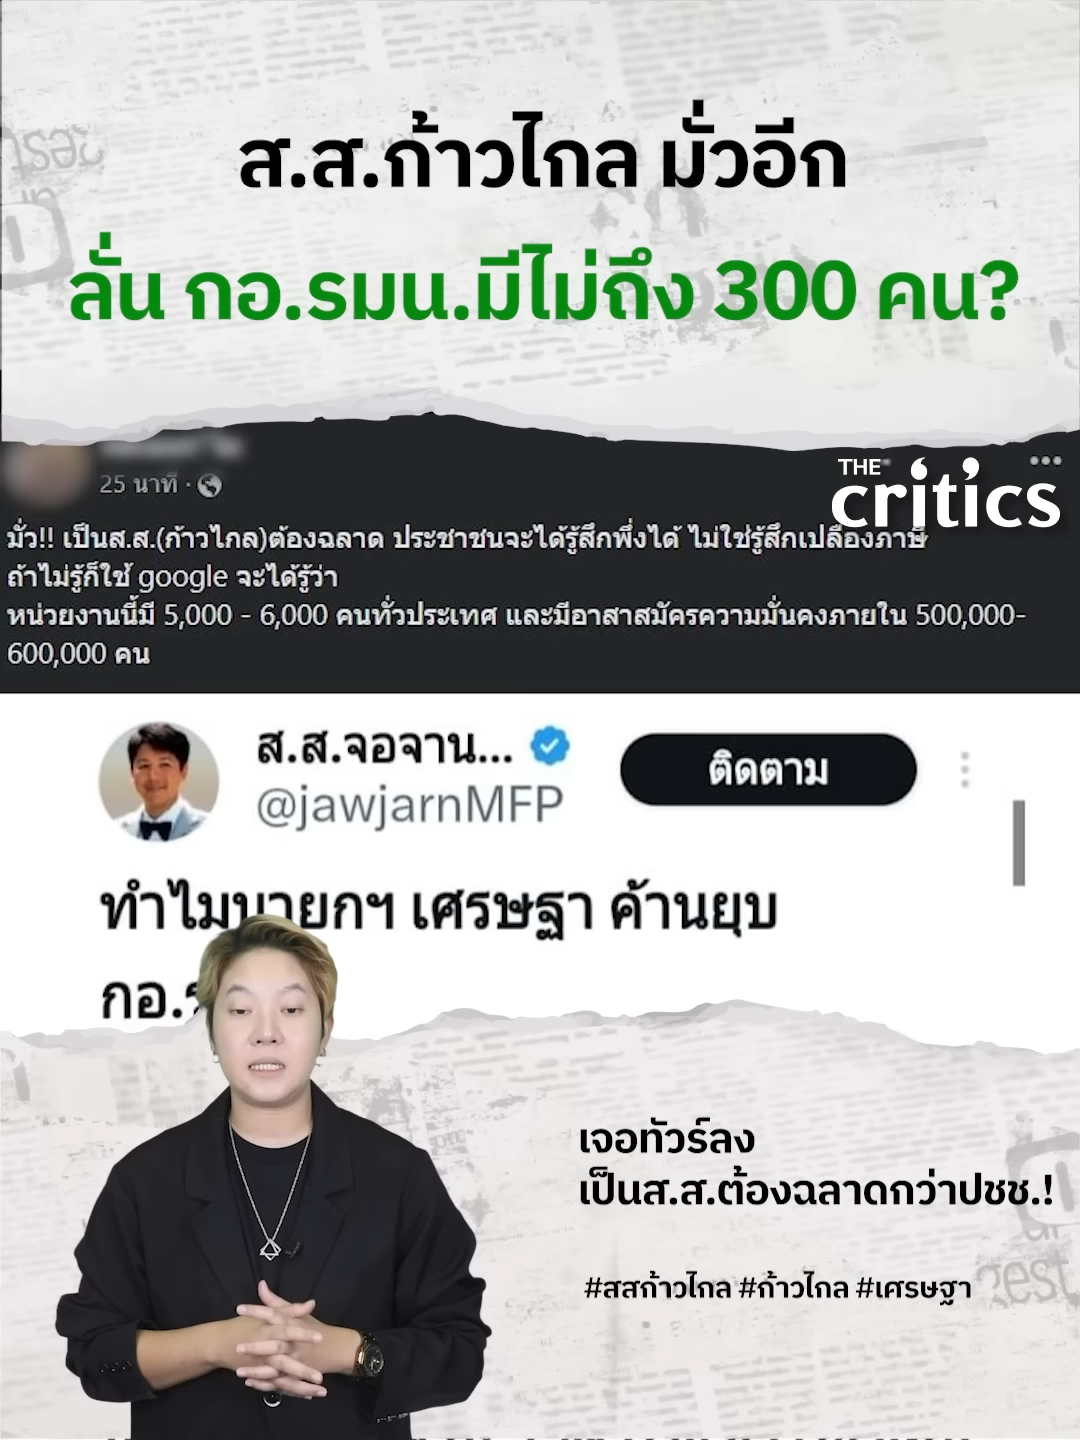 ส.ส.ก้าวไกล มั่วอีก
ลั่น กอ.รมน.มีไม่ถึง 300 คน?
25 นาที
THE
critics
มั่ว!! เป็นส.ส.(ก้าวไกล)ต้องฉลาด ประชาชนจะได้รู้สึกพึ่งได้ ไม่ใช่รู้สึกเปลืองภาษี
ถ้าไม่รู้ก็ใช้ google จะได้รู้ว่า
หน่วยงานนี้มี 5,000 - 6,000 คนทั่วประเทศ และมีอาสาสมัครความมั่นคงภายใน 500,000-
600,000 คน
ส.ส.จอจาน...
ติดตาม
@jawjarnMFP
ทำไมนายกฯ เศรษฐา ค้านยุบ
กอ.
เจอทัวร์ลง
เป็นส.ส.ต้องฉลาดกว่าปชช.!
#สสก้าวไกล #ก้าวไกล #เศรษฐา